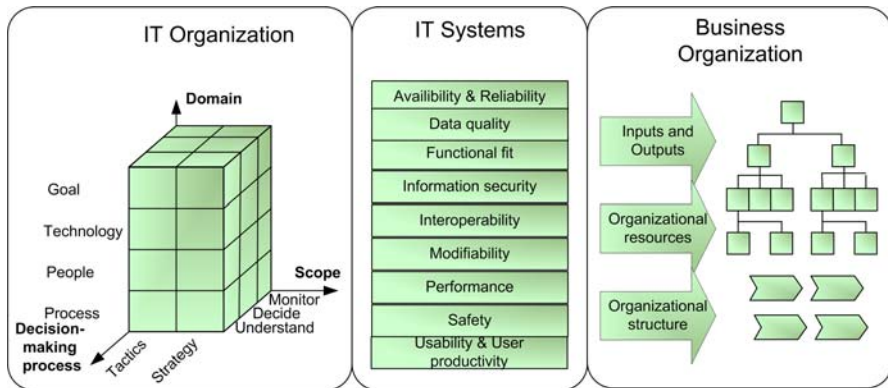 IT Organization
Domain
Goal
Technology
People
Process
Decision-
making
process
Tactics
Strategy
Scope
Monitor
Decide
Understand
IT Systems
Availibility & Reliability
Data quality
Functional fit
Information security
Interoperability
Modifiability
Performance
Safety
Usability & User
productivity
Business
Organization
Inputs and
Outputs
Organizational
resources
Organizational
structure